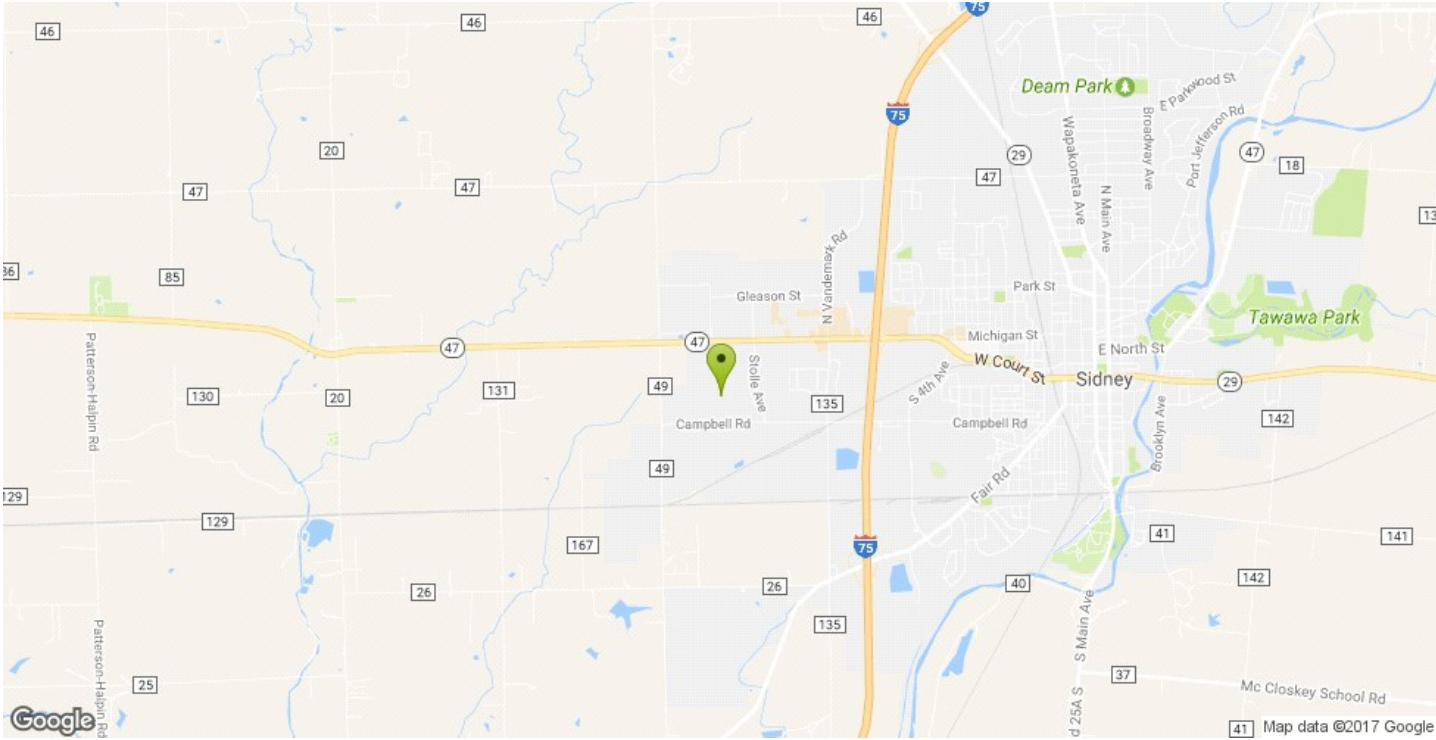 75
46
46
46
Deam Park
E Parkwood St
75
Port Jefferson Rd
Broadway Ave
Wapakoneta Ave
20
29
47
18
47
47
47
N Main Ave
13
N Vandemark Rd
85
Park St
Gleason St
Tawawa Park
Michigan St
47
47
E North St
W Court St
Sidney
29
Patterson-Halpin Rd
130
20
131
49
Stolle Ave
135
S 4th Ave
Campbell Rd
Campbell Rd
142
Brooklyn Ave
49
Fair Rd
129
129
167
75
41
141
26
26
40
142
135
S Main Ave
Patterson-Halpin Rd
25
37
Mc Closkey School Rd
d 25A S
Google
41
Map data ©2017 Google